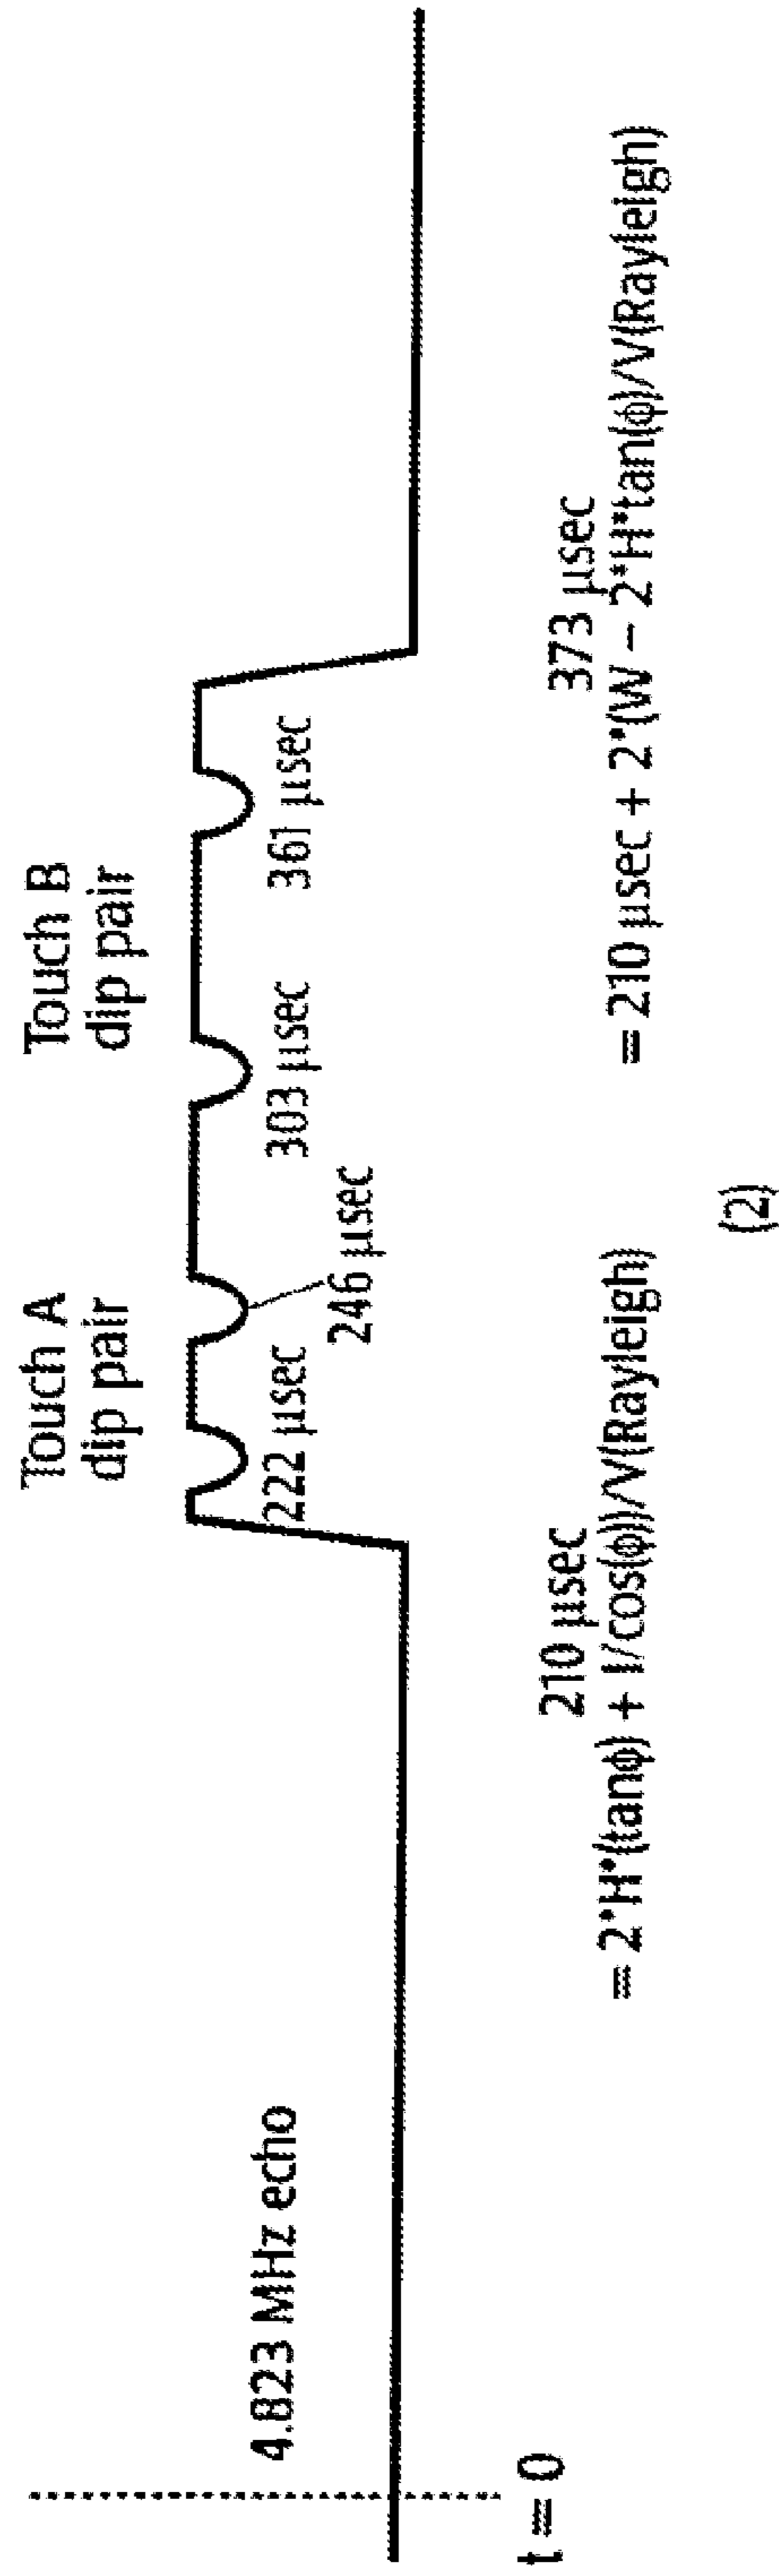 Touch A
dip pair
Touch B
dip pair
4.823 MHz echo
222 μsec
246 μsec
303 μsec
361 μsec
t = 0
210 μsec
= 2*H*(tanϕ) + 1/cos(ϕ))/V(Rayleigh)
373 μsec
= 210 μsec + 2*(W – 2*H*tan(ϕ)/V(Rayleigh)
(2)